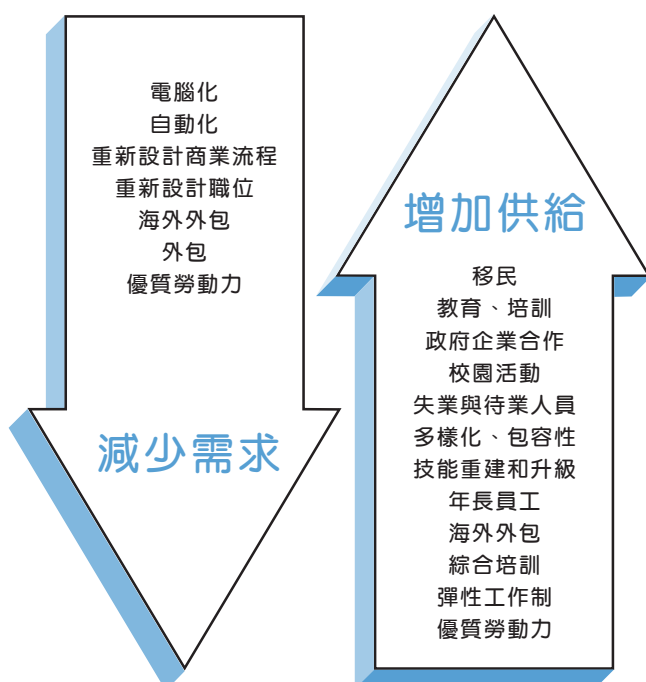 電腦化
自動化
重新設計商業流程
重新設計職位
海外外包
外包
優質勞動力
減少需求
增加供給
移民
教育、培訓
政府企業合作
校園活動
失業與待業人員
多樣化、包容性
技能重建和升級
年長員工
海外外包
綜合培訓
彈性工作制
優質勞動力